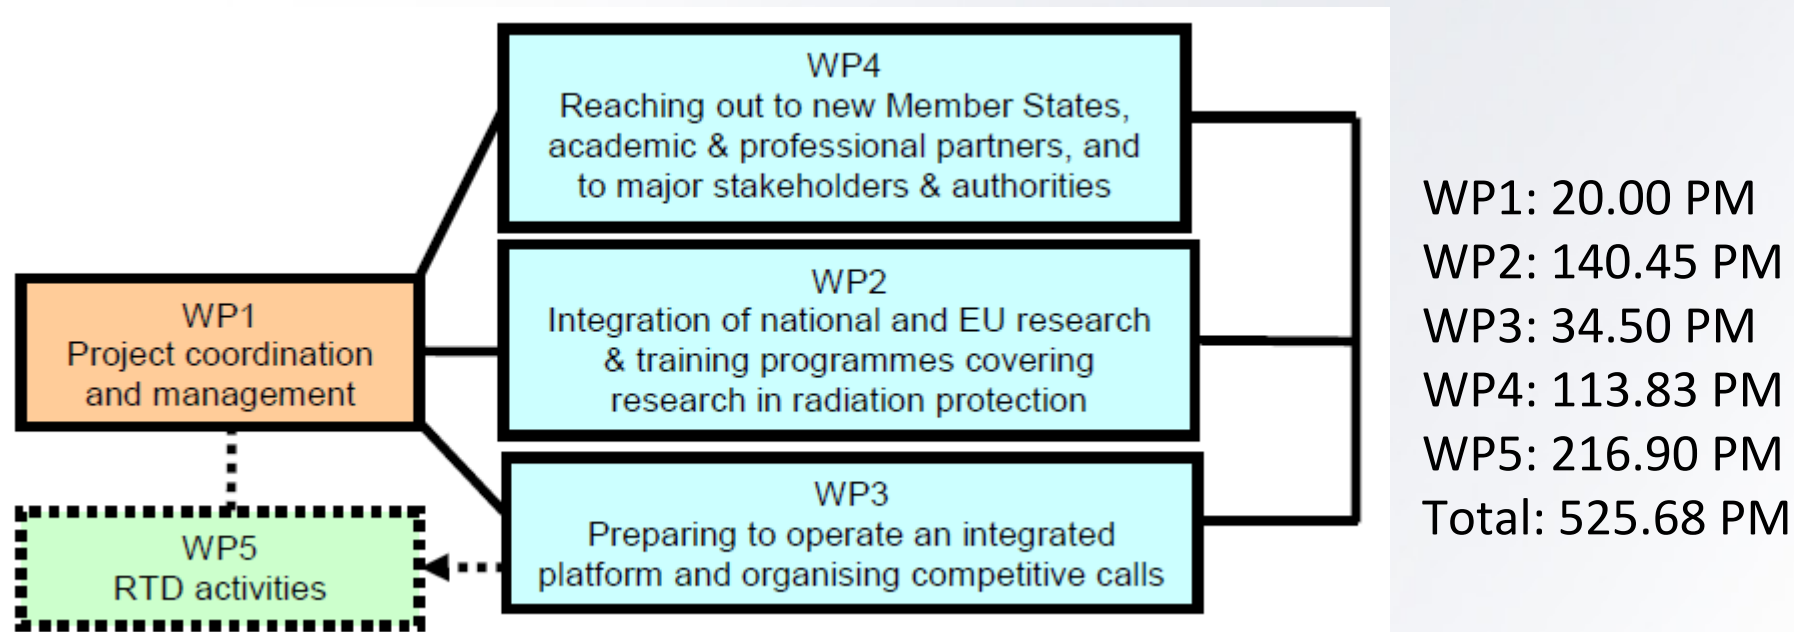 WP4
Reaching out to new Member States,
academic & professional partners, and
to major stakeholders & authorities
WP1
Project coordination
and management
WP2
Integration of national and EU research
& training programmes covering
research in radiation protection
WP3
Preparing to operate an integrated
platform and organising competitive calls
WP5
RTD activities
WP1: 20.00 PM
WP2: 140.45 PM
WP3: 34.50 PM
WP4: 113.83 PM
WP5: 216.90 PM
Total: 525.68 PM